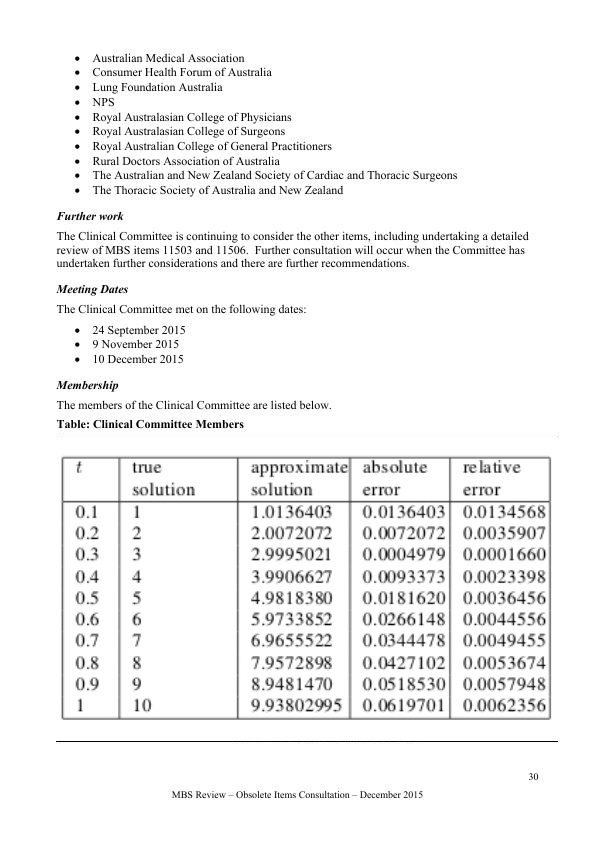 • Australian Medical Association
• Consumer Health Forum of Australia
• Lung Foundation Australia
• NPS
• Royal Australasian College of Physicians
• Royal Australasian College of Surgeons
• Royal Australian College of General Practitioners
• Rural Doctors Association of Australia
• The Australian and New Zealand Society of Cardiac and Thoracic Surgeons
• The Thoracic Society of Australia and New Zealand
Further work
The Clinical Committee is continuing to consider the other items, including undertaking a detailed
review of MBS items 11503 and 11506.  Further consultation will occur when the Committee has
undertaken further considerations and there are further recommendations.
Meeting Dates
The Clinical Committee met on the following dates:
• 24 September 2015
• 9 November 2015
• 10 December 2015
Membership
The members of the Clinical Committee are listed below.
Table: Clinical Committee Members
t true approximate absolute relative
solution solution error error
0.1 1 1.0136403 0.0136403 0.0134568
0.2 2 2.0072072 0.0072072 0.0035907
0.3 3 2.9995021 0.0004979 0.0001660
0.4 4 3.9906627 0.0093373 0.0023398
0.5 5 4.9818380 0.0181620 0.0036456
0.6 6 5.9733852 0.0266148 0.0044556
0.7 7 6.9655522 0.0344478 0.0049455
0.8 8 7.9572898 0.0427102 0.0053674
0.9 9 8.9481470 0.0518530 0.0057948
1 10 9.93802995 0.0619701 0.0062356
30
MBS Review – Obsolete Items Consultation – December 2015